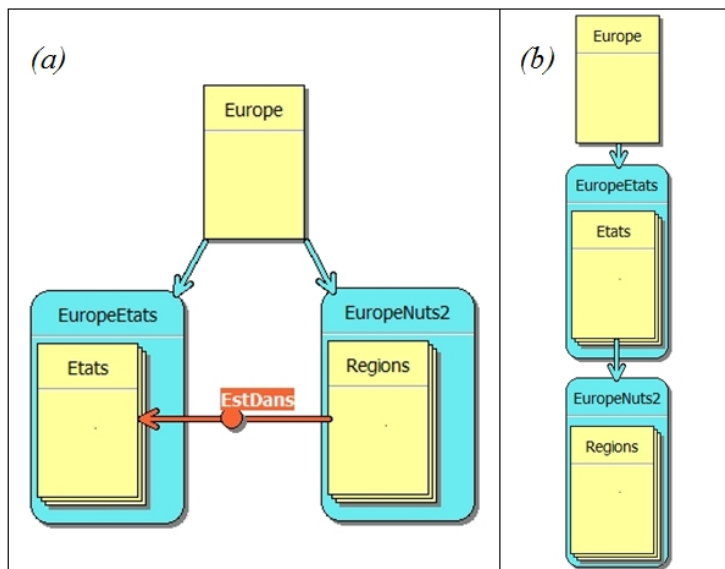 (a)
Europe
EuropeEtats
Etats
EstDans
EuropeNuts2
Regions
(b)
Europe
EuropeEtats
Etats
EuropeNuts2
Regions